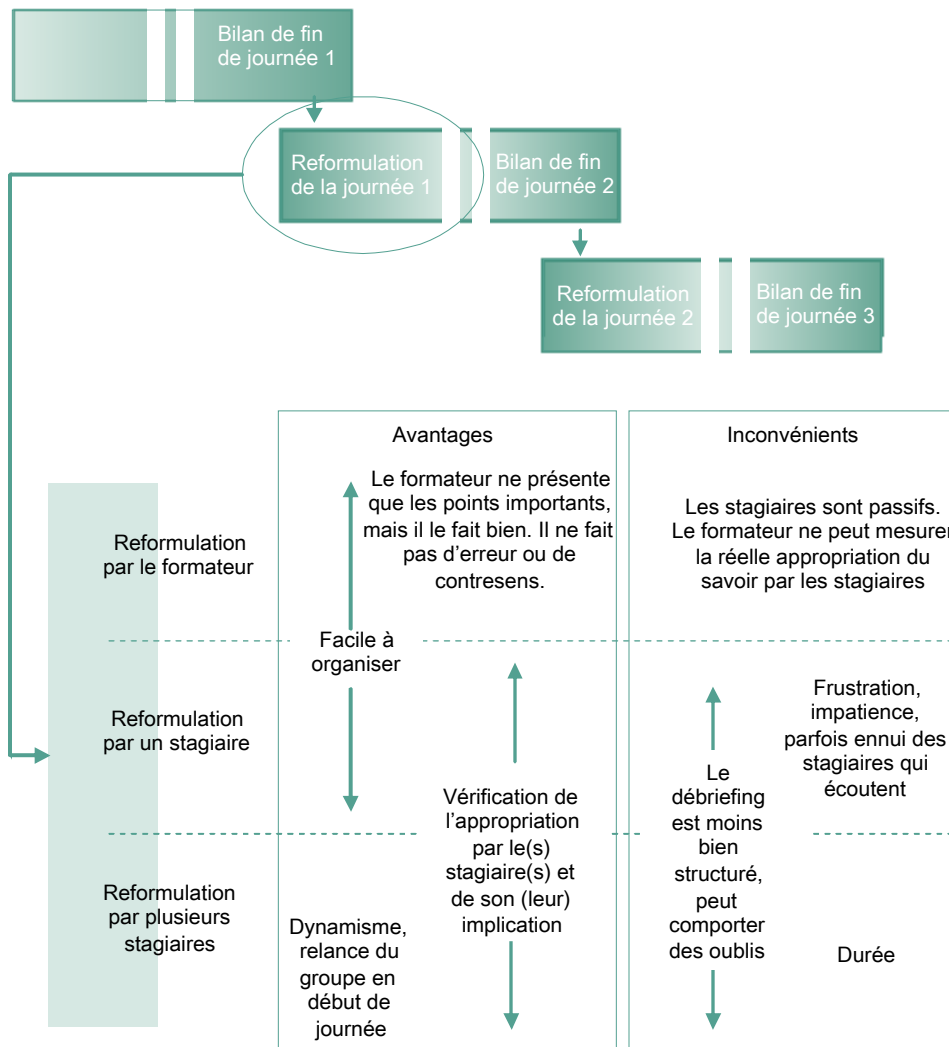 Bilan de fin
de journée 1
Reformulation
de la journée 1
Bilan de fin
de journée 2
Reformulation
de la journée 2
Bilan de fin
de journée 3
Avantages
Inconvénients
Reformulation
par le formateur
Le formateur ne présente
que les points importants,
mais il le fait bien. Il ne fait
pas d’erreur ou de
contresens.
Les stagiaires sont passifs.
Le formateur ne peut mesurer
la réelle appropriation du
savoir par les stagiaires
Facile à
organiser
Reformulation
par un stagiaire
Frustration,
impatience,
parfois ennui des
stagiaires qui
écoutent
Vérification de
l’appropriation
par le(s)
stagiaire(s) et
de son (leur)
implication
Le
débriefing
est moins
bien
structuré,
peut
comporter
des oublis
Reformulation
par plusieurs
stagiaires
Dynamisme,
relance du
groupe en
début de
journée
Durée